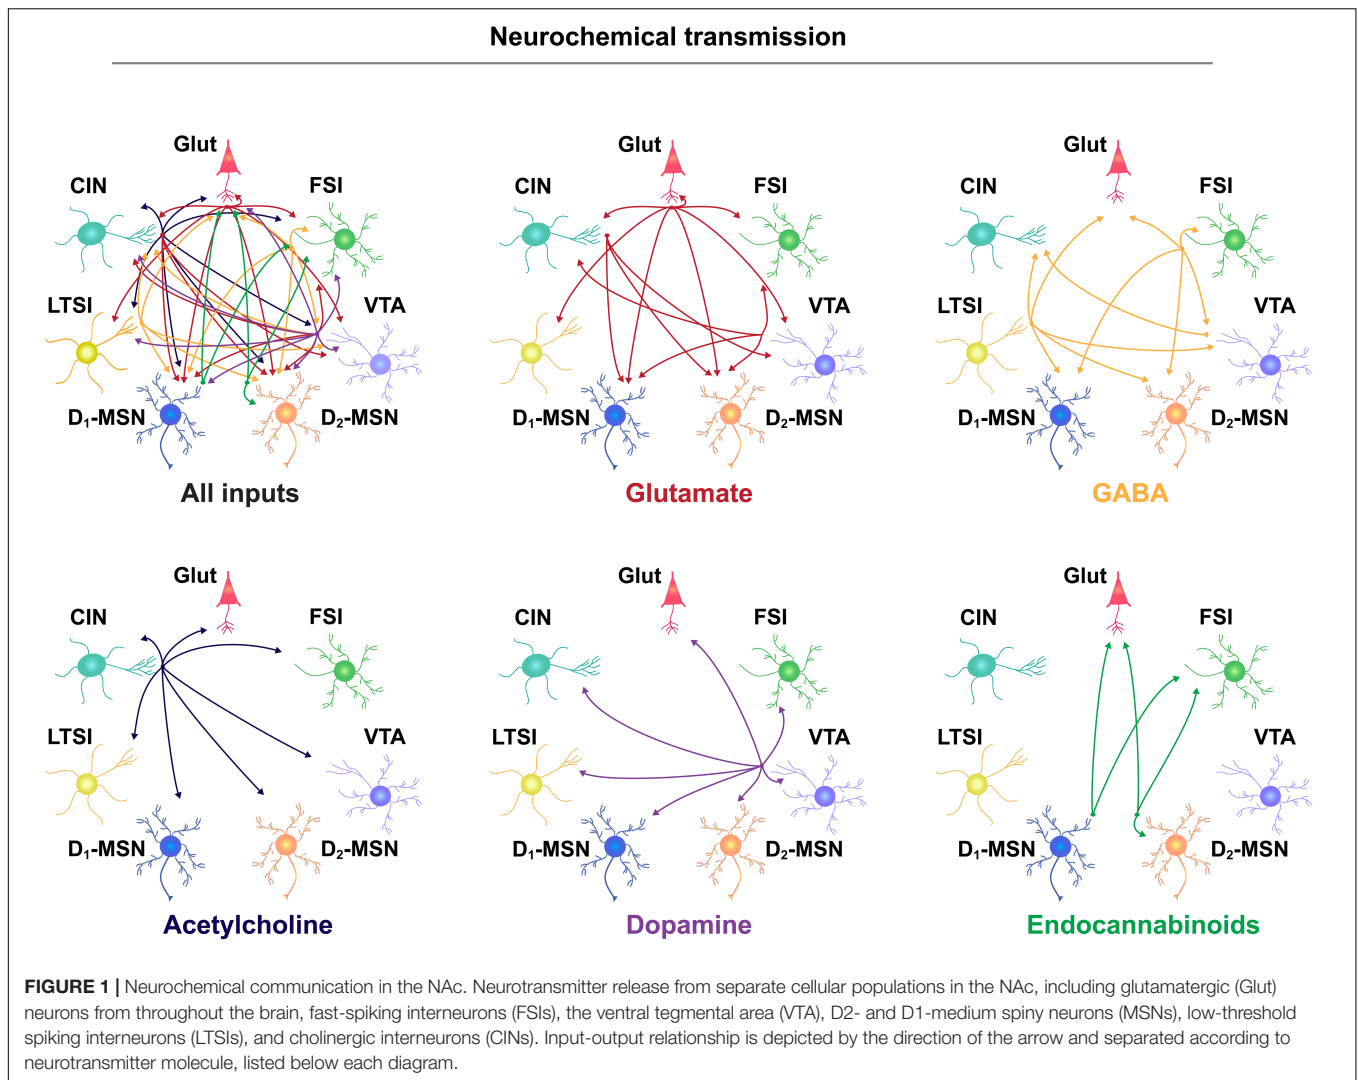 Neurochemical transmission
Glut
CIN
FSI
LTSI
VTA
D₁-MSN
D₂-MSN
All inputs
Glut
CIN
FSI
LTSI
VTA
D₁-MSN
D₂-MSN
Glutamate
Glut
CIN
FSI
LTSI
VTA
D₁-MSN
D₂-MSN
GABA
Glut
CIN
FSI
LTSI
VTA
D₁-MSN
D₂-MSN
Acetylcholine
Glut
CIN
FSI
LTSI
VTA
D₁-MSN
D₂-MSN
Dopamine
Glut
CIN
FSI
LTSI
VTA
D₁-MSN
D₂-MSN
Endocannabinoids
FIGURE 1 | Neurochemical communication in the NAc. Neurotransmitter release from separate cellular populations in the NAc, including glutamatergic (Glut)
neurons from throughout the brain, fast-spiking interneurons (FSIs), the ventral tegmental area (VTA), D2- and D1-medium spiny neurons (MSNs), low-threshold
spiking interneurons (LTSIs), and cholinergic interneurons (CINs). Input-output relationship is depicted by the direction of the arrow and separated according to
neurotransmitter molecule, listed below each diagram.